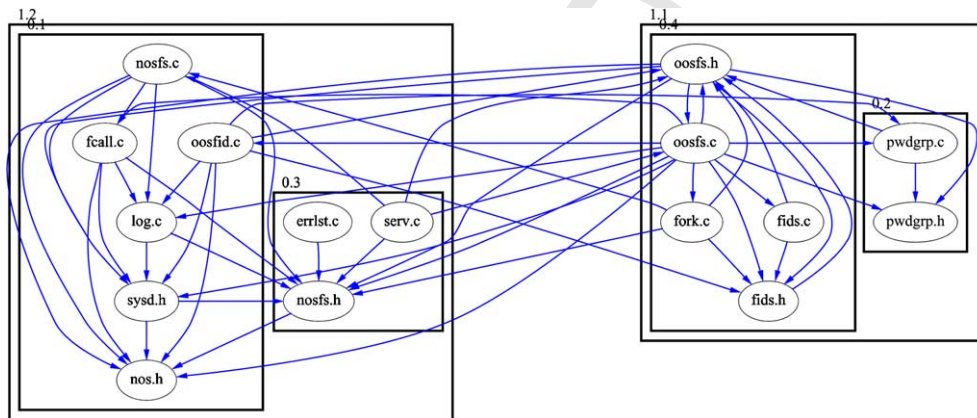 1.2
0.1
1.1
0.4
nosfs.c
oosfs.h
0.2
fcall.c
oosfid.c
oosfs.c
pwdgrp.c
0.3
log.c
errlst.c
serv.c
fork.c
fids.c
pwdgrp.h
sysd.h
nosfs.h
fids.h
nos.h